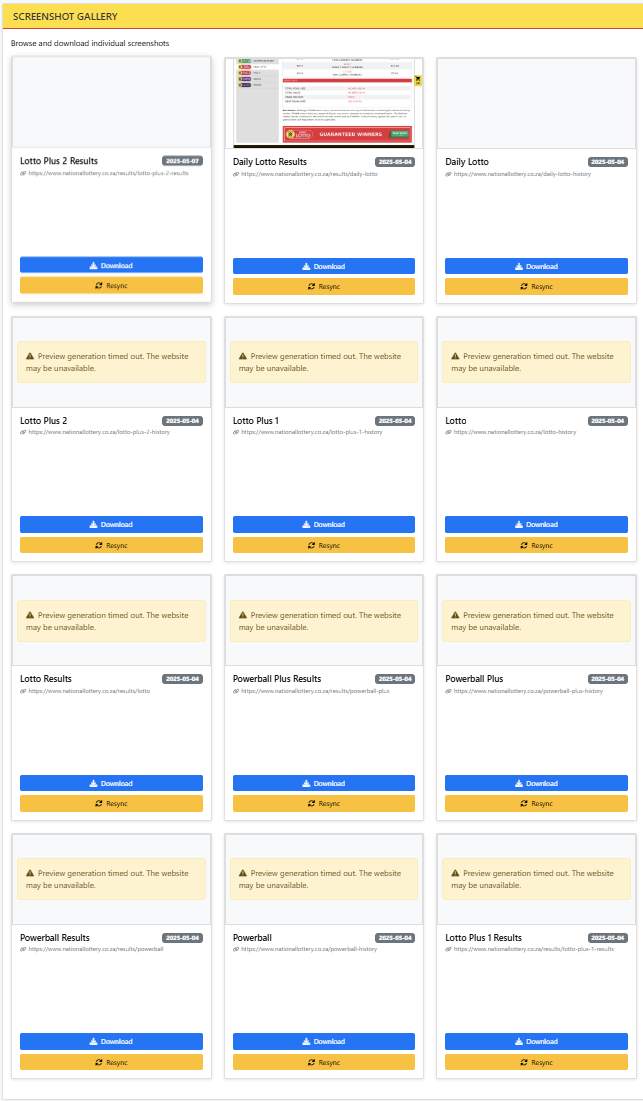 SCREENSHOT GALLERY
Browse and download individual screenshots
GUARANTEED WINNERS
Lotto Plus 2 Results 2025-05-07
https://www.nationallottery.co.za/results/lotto-plus-2-results
Download
Resync
Daily Lotto Results 2025-05-04
https://www.nationallottery.co.za/results/daily-lotto
Download
Resync
Daily Lotto 2025-05-04
https://www.nationallottery.co.za/daily-lotto-history
Download
Resync
Preview generation timed out. The website
may be unavailable.
Lotto Plus 2 2025-05-04
https://www.nationallottery.co.za/lotto-plus-2-history
Download
Resync
Preview generation timed out. The website
may be unavailable.
Lotto Plus 1 2025-05-04
https://www.nationallottery.co.za/lotto-plus-1-history
Download
Resync
Preview generation timed out. The website
may be unavailable.
Lotto 2025-05-04
https://www.nationallottery.co.za/lotto-history
Download
Resync
Preview generation timed out. The website
may be unavailable.
Lotto Results 2025-05-04
https://www.nationallottery.co.za/results/lotto
Download
Resync
Preview generation timed out. The website
may be unavailable.
Powerball Plus Results 2025-05-04
https://www.nationallottery.co.za/results/powerball-plus
Download
Resync
Preview generation timed out. The website
may be unavailable.
Powerball Plus 2025-05-04
https://www.nationallottery.co.za/powerball-plus-history
Download
Resync
Preview generation timed out. The website
may be unavailable.
Powerball Results 2025-05-04
https://www.nationallottery.co.za/results/powerball
Download
Resync
Preview generation timed out. The website
may be unavailable.
Powerball 2025-05-04
https://www.nationallottery.co.za/powerball-history
Download
Resync
Preview generation timed out. The website
may be unavailable.
Lotto Plus 1 Results 2025-05-04
https://www.nationallottery.co.za/results/lotto-plus-1-results
Download
Resync